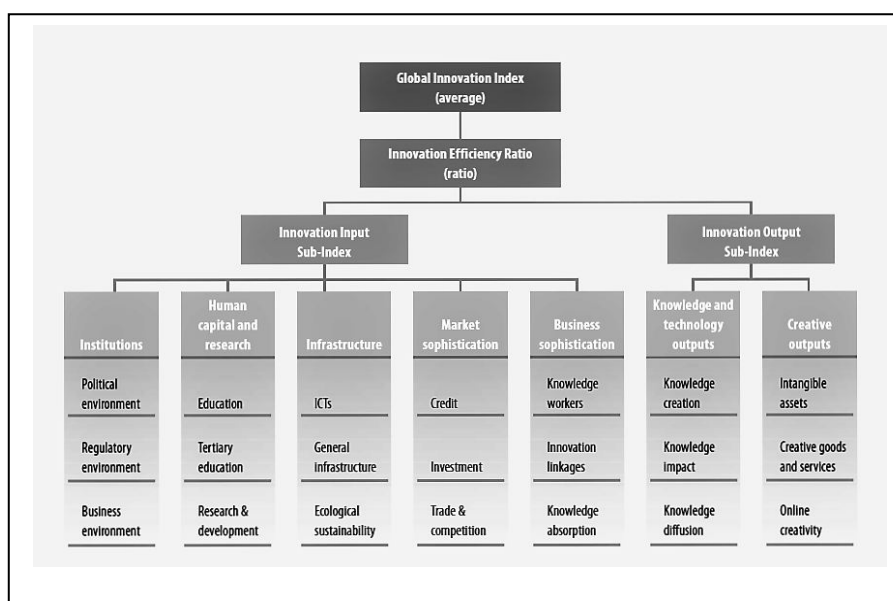 Global Innovation Index
(average)
Innovation Efficiency Ratio
(ratio)
Innovation Input
Sub-Index
Innovation Output
Sub-Index
Institutions
Human
capital and
research
Infrastructure
Market
sophistication
Business
sophistication
Knowledge and
technology
outputs
Creative
outputs
Political
environment
Education
ICTs
Credit
Knowledge
workers
Knowledge
creation
Intangible
assets
Regulatory
environment
Tertiary
education
General
infrastructure
Investment
Innovation
linkages
Knowledge
impact
Creative goods
and services
Business
environment
Research &
development
Ecological
sustainability
Trade &
competition
Knowledge
absorption
Knowledge
diffusion
Online
creativity